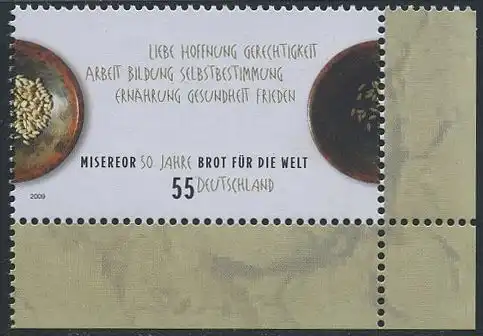 LIEBE HOFFNUNG GERECHTIGKEIT
ARBEIT BILDUNG SELBSTBESTIMMUNG
ERNÄHRUNG GESUNDHEIT FRIEDEN
MISEREOR 50 JAHRE BROT FÜR DIE WELT
55 DEUTSCHLAND
2009